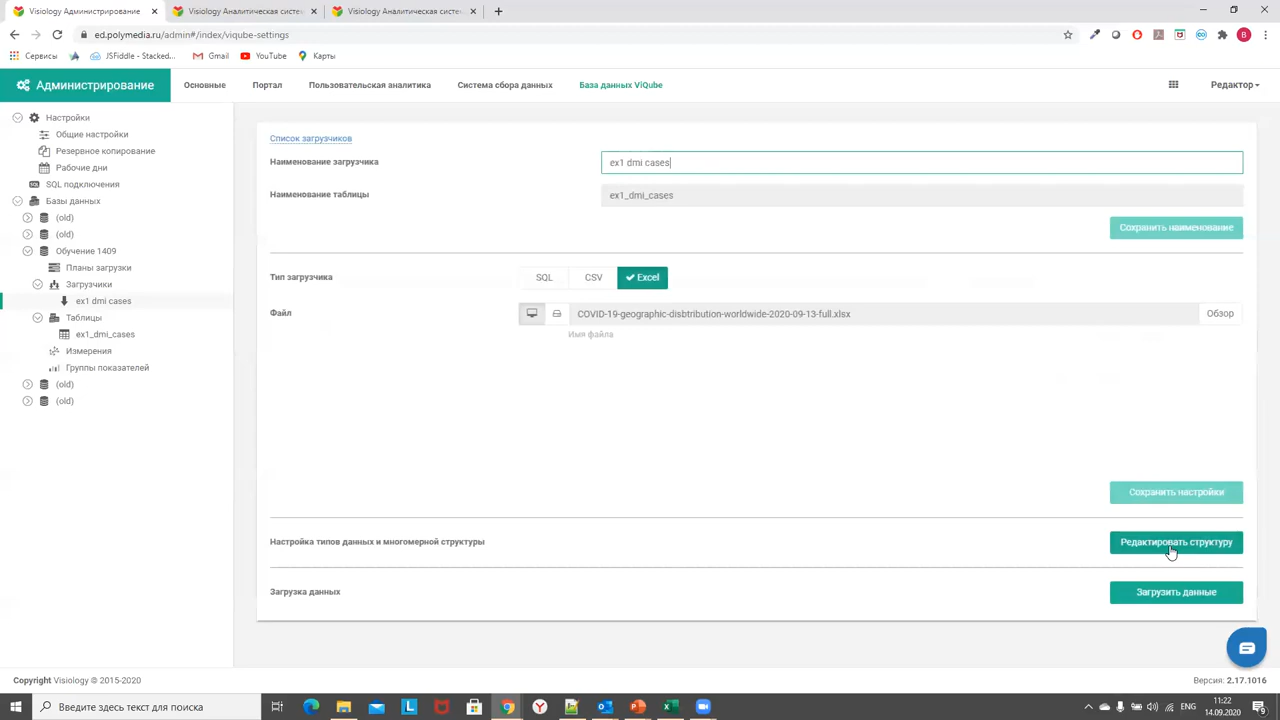 Visiology Администрирова
Visiology Аналитическая систем
Visiology Аналитическая систем
ed.polymedia.ru/admin#/index/viqube-settings
Сервисы
JSFiddle - Stacked...
Gmail
YouTube
Карты
Администрирование
Основные
Портал
Пользовательская аналитика
Система сбора данных
База данных ViQube
Редактор
Настройки
Общие настройки
Резервное копирование
Рабочие дни
SQL подключения
Базы данных
(old)
(old)
Обучение 1409
Планы загрузки
Загрузчики
ex1 dmi cases
Таблицы
ex1_dmi_cases
Измерения
Группы показателей
(old)
(old)
Список загрузчиков
Наименование загрузчика
ex1 dmi cases
Наименование таблицы
ex1_dmi_cases
Сохранить наименование
Тип загрузчика
SQL
CSV
Excel
Файл
COVID-19-geographic-disbtribution-worldwide-2020-09-13-full.xlsx
Обзор
Имя файла
Сохранить настройки
Настройка типов данных и многомерной структуры
Редактировать структуру
Загрузка данных
Загрузить данные
Copyright Visiology © 2015-2020
Версия: 2.17.1016
Введите здесь текст для поиска
11:22
14.09.2020